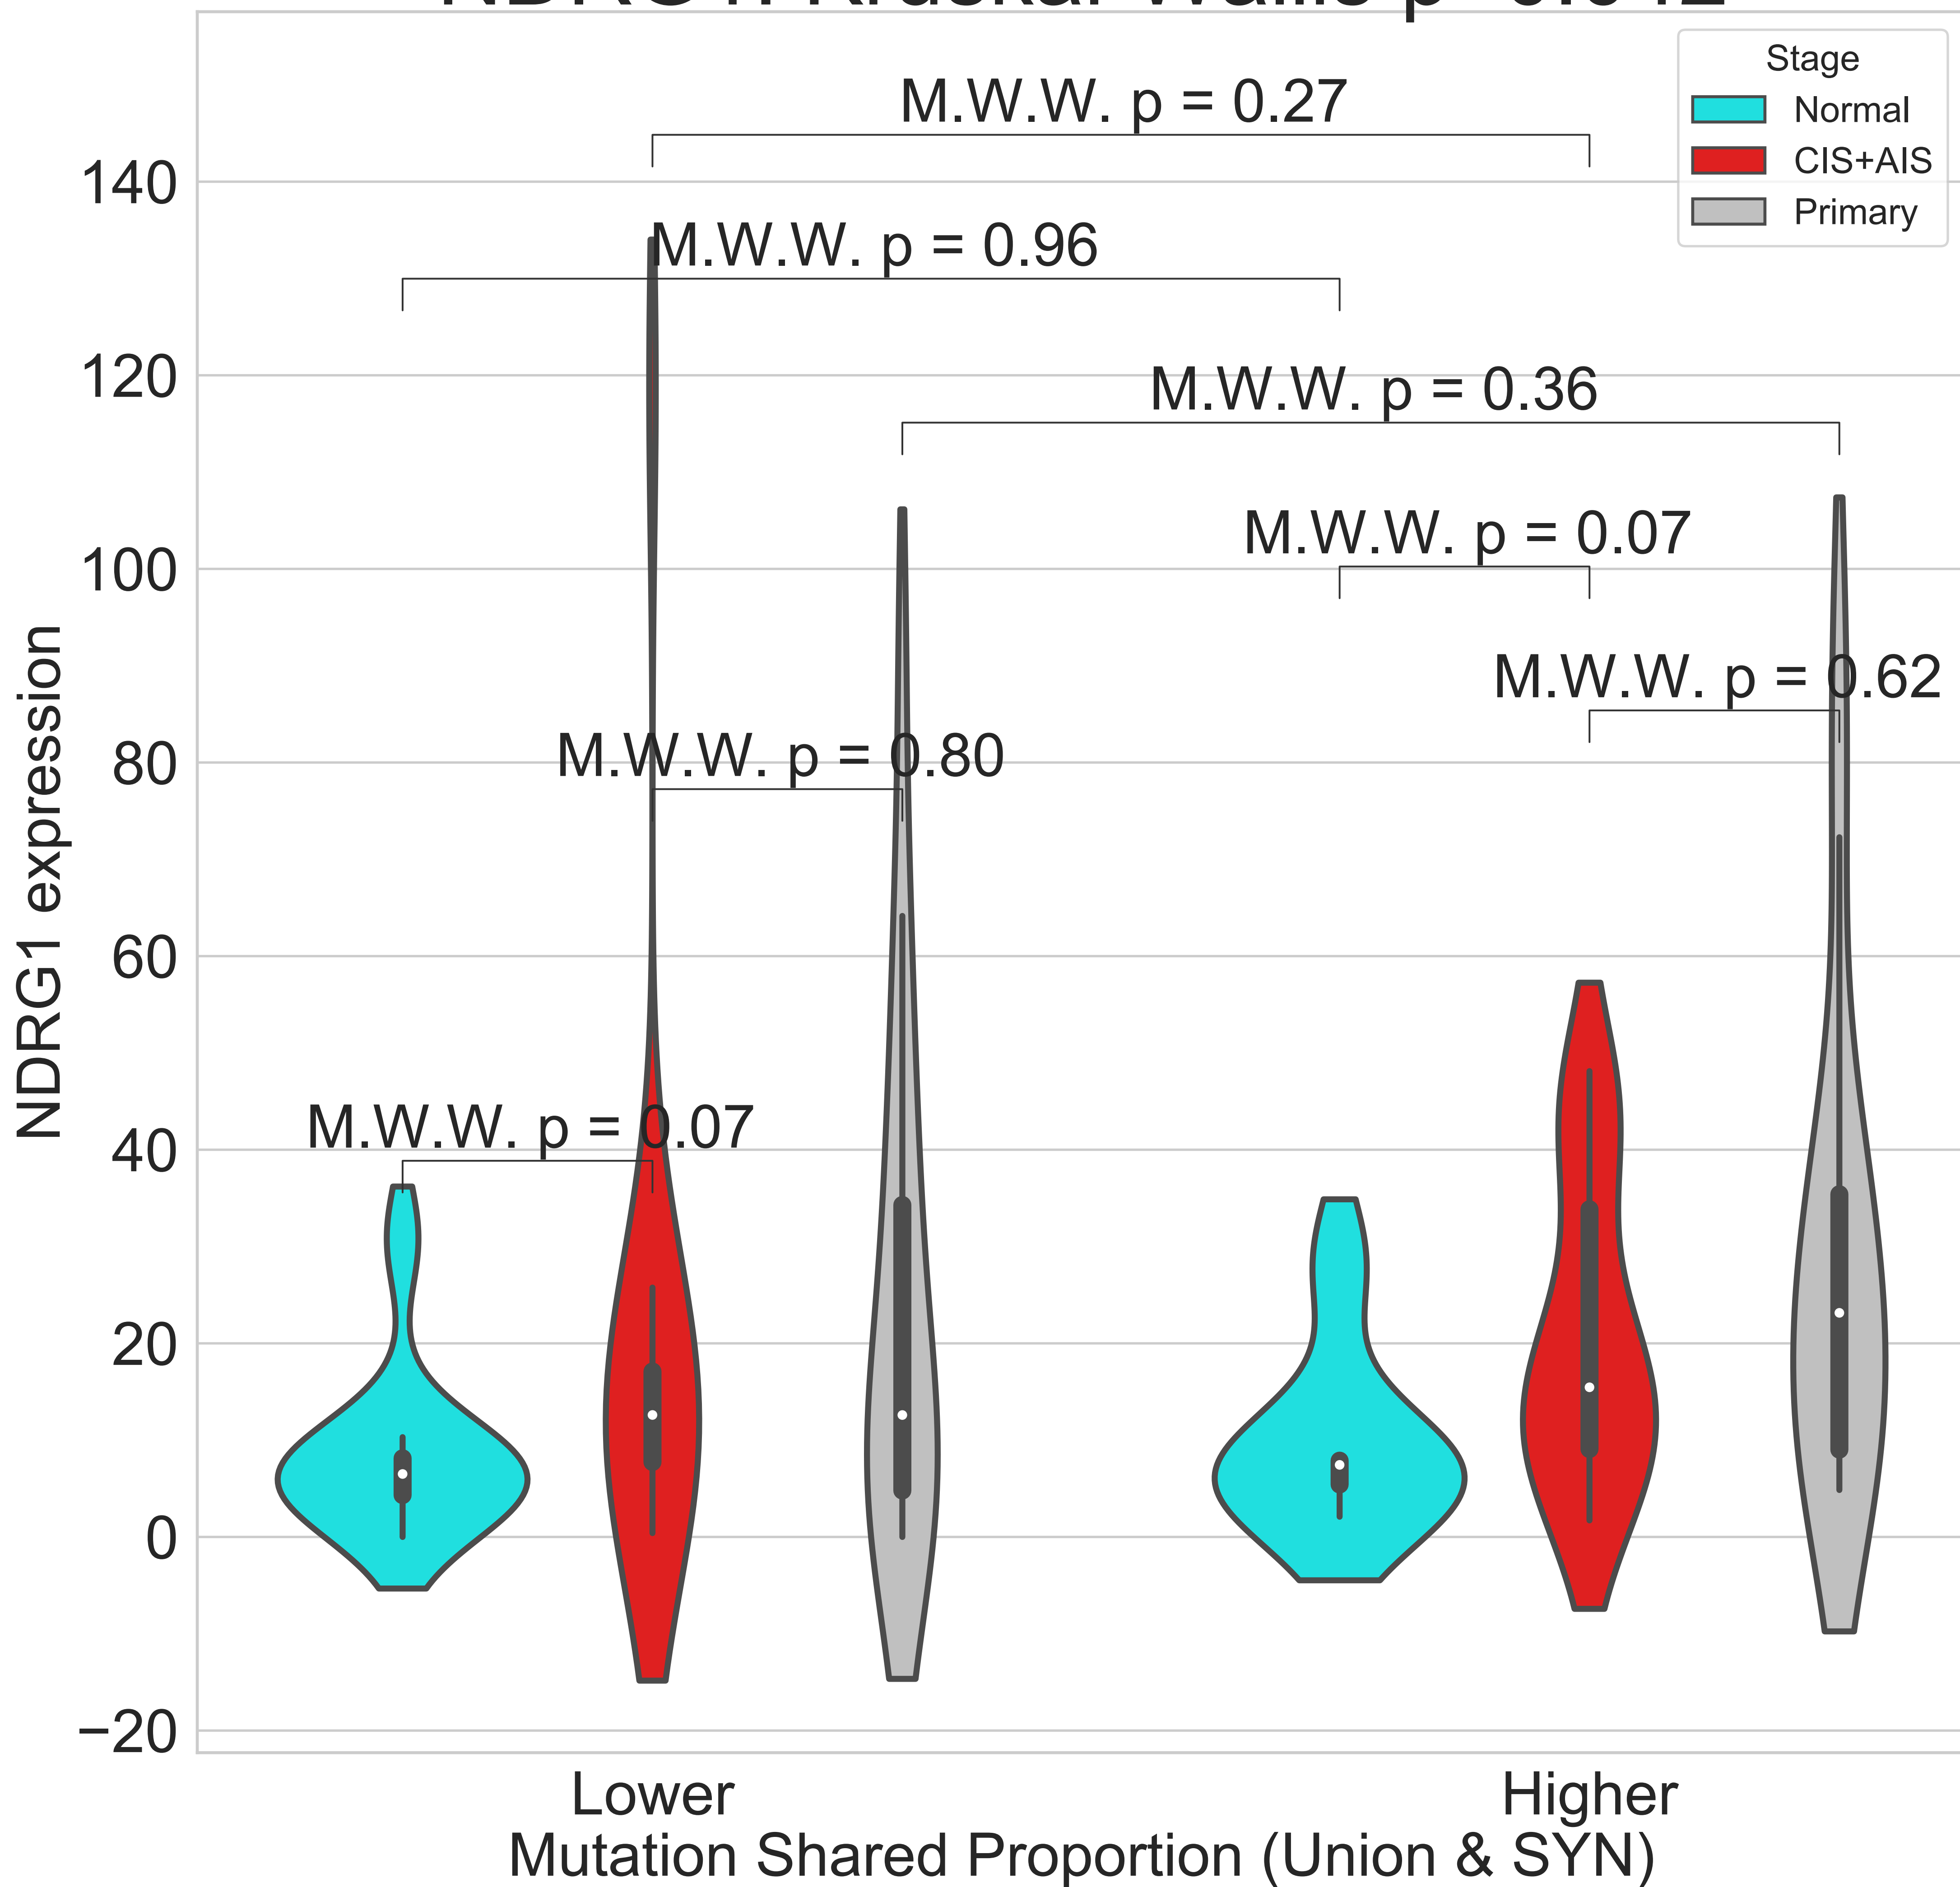 Stage
Normal
CIS+AIS
Primary
M.W.W. p = 0.27
M.W.W. p = 0.96
M.W.W. p = 0.36
M.W.W. p = 0.07
M.W.W. p = 0.62
M.W.W. p = 0.80
M.W.W. p = 0.07
140
120
100
80
60
40
20
0
−20
NDRG1 expression
Lower
Higher
Mutation Shared Proportion (Union & SYN)